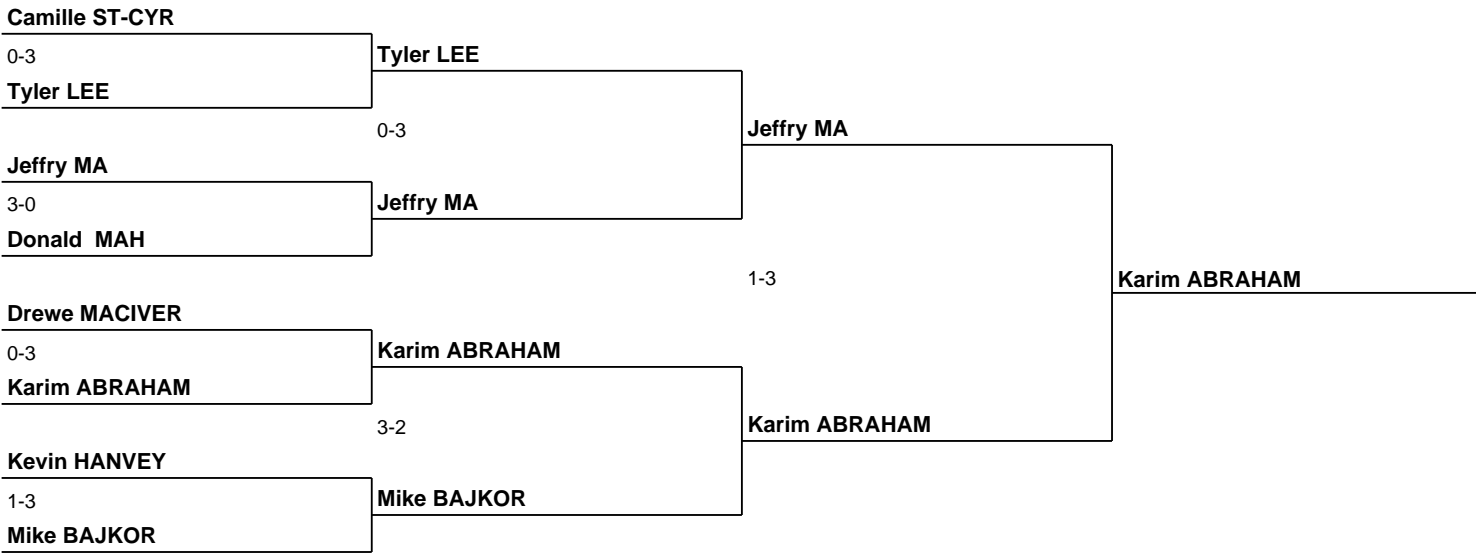 Camille ST-CYR
0-3
Tyler LEE
Tyler LEE
0-3
Jeffry MA
Jeffry MA
3-0
Jeffry MA
Donald  MAH
1-3
Karim ABRAHAM
Drewe MACIVER
0-3
Karim ABRAHAM
Karim ABRAHAM
3-2
Karim ABRAHAM
Kevin HANVEY
1-3
Mike BAJKOR
Mike BAJKOR